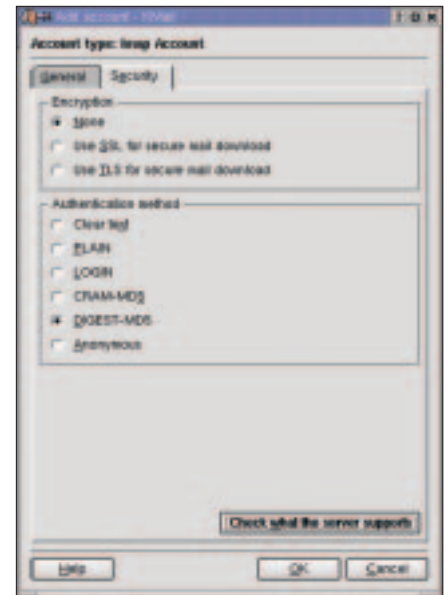 Add account - KMail
Account type: Imap Account
General Security
Encryption
None
Use SSL for secure mail download
Use TLS for secure mail download
Authentication method
Clear text
PLAIN
LOGIN
CRAM-MD5
DIGEST-MD5
Anonymous
Check what the server supports
Help OK Cancel